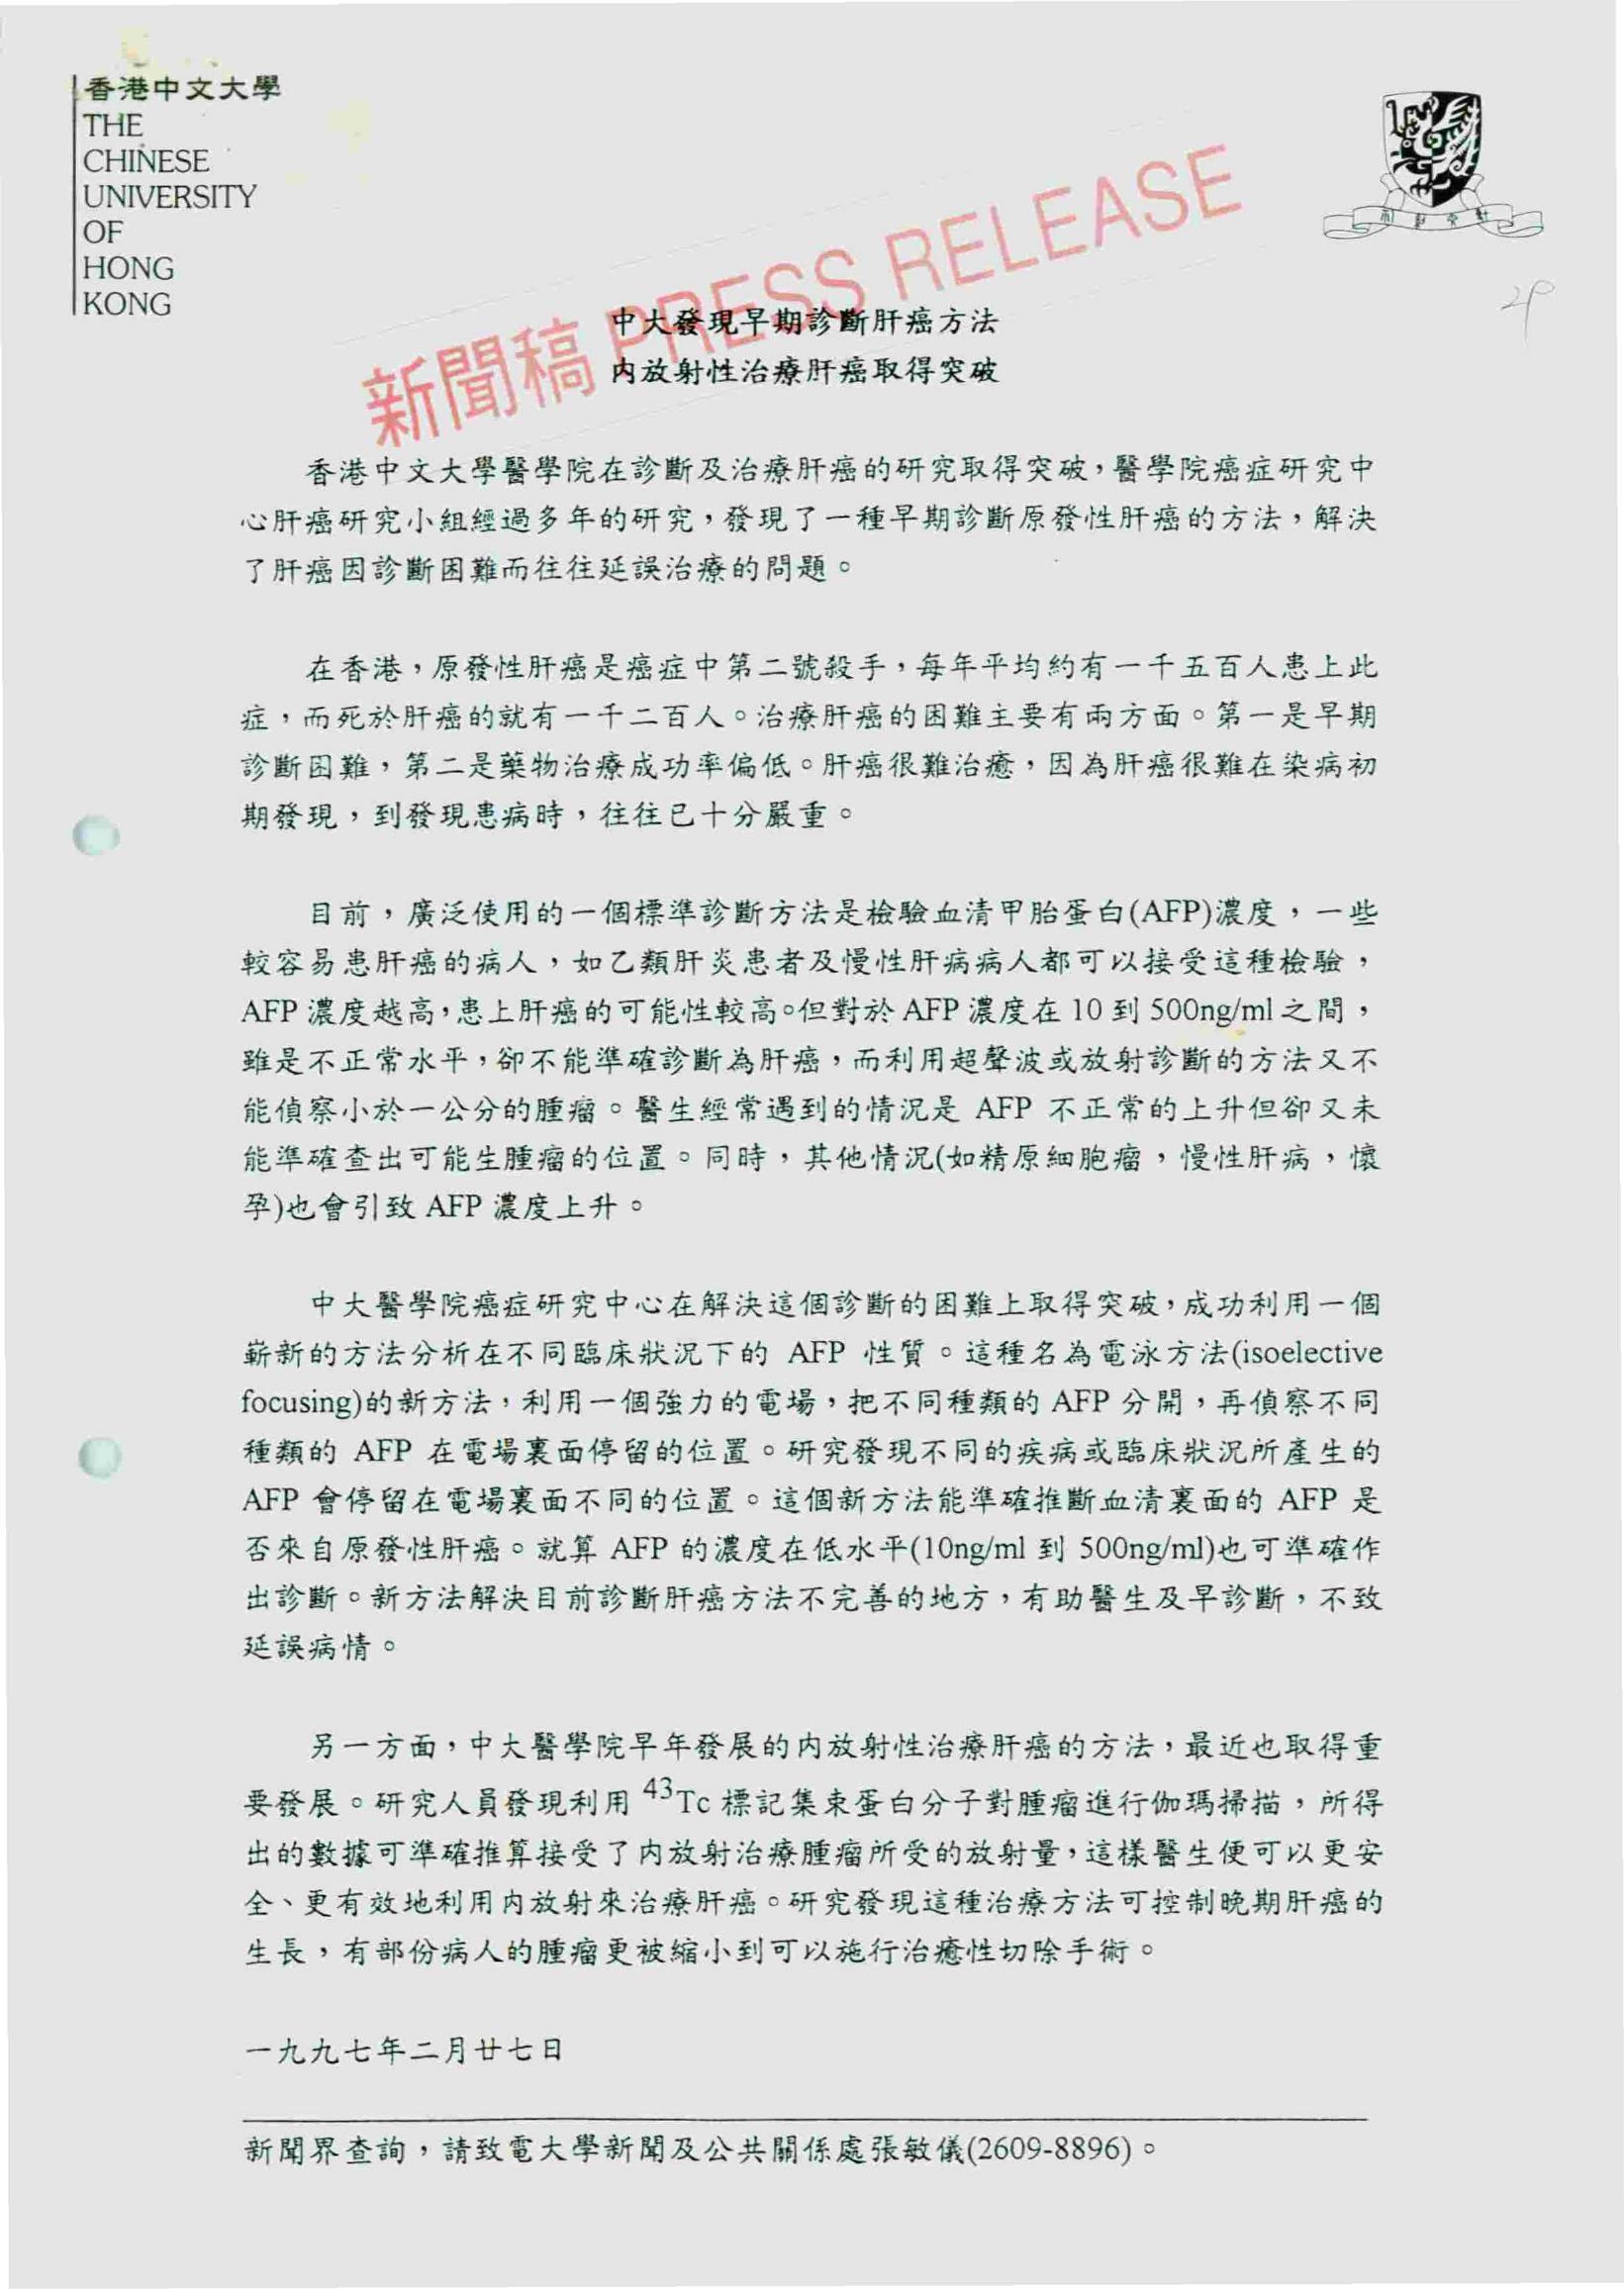 香港中文大學
THE
CHINESE
UNIVERSITY
OF
HONG
KONG
新聞稿 PRESS RELEASE
中大發現早期診斷肝癌方法
内放射性治療肝癌取得突破
香港中文大學醫學院在診斷及治療肝癌的研究取得突破，醫學院癌症研究中
心肝癌研究小組經過多年的研究，發現了一種早期診斷原發性肝癌的方法，解決
了肝癌因診斷困難而往往延誤治療的問題。
在香港，原發性肝癌是癌症中第二號殺手，每年平均約有一千五百人患上此
症，而死於肝癌的就有一千二百人。治療肝癌的困難主要有兩方面。第一是早期
診斷困難，第二是藥物治療成功率偏低。肝癌很難治癒，因為肝癌很難在染病初
期發現，到發現患病時，往往已十分嚴重。
目前，廣泛使用的一個標準診斷方法是檢驗血清甲胎蛋白(AFP)濃度，一些
較容易患肝癌的病人，如乙類肝炎患者及慢性肝病病人都可以接受這種檢驗，
AFP 濃度越高，患上肝癌的可能性較高。但對於 AFP 濃度在 10 到 500ng/ml 之間，
雖是不正常水平，卻不能準確診斷為肝癌，而利用超聲波或放射診斷的方法又不
能偵察小於一公分的腫瘤。醫生經常遇到的情況是 AFP 不正常的上升但卻又未
能準確查出可能生腫瘤的位置。同時，其他情況(如精原細胞瘤，慢性肝病，懷
孕)也會引致 AFP 濃度上升。
中大醫學院癌症研究中心在解決這個診斷的困難上取得突破，成功利用一個
嶄新的方法分析在不同臨床狀況下的 AFP 性質。這種名為電泳方法(isoelective
focusing)的新方法，利用一個強力的電場，把不同種類的 AFP 分開，再偵察不同
種類的 AFP 在電場裏面停留的位置。研究發現不同的疾病或臨床狀況所產生的
AFP 會停留在電場裏面不同的位置。這個新方法能準確推斷血清裏面的 AFP 是
否來自原發性肝癌。就算 AFP 的濃度在低水平(10ng/ml 到 500ng/ml)也可準確作
出診斷。新方法解決目前診斷肝癌方法不完善的地方，有助醫生及早診斷，不致
延誤病情。
另一方面，中大醫學院早年發展的内放射性治療肝癌的方法，最近也取得重
要發展。研究人員發現利用 ⁴³Tc 標記集束蛋白分子對腫瘤進行伽瑪掃描，所得
出的數據可準確推算接受了内放射治療腫瘤所受的放射量，這樣醫生便可以更安
全、更有效地利用内放射來治療肝癌。研究發現這種治療方法可控制晚期肝癌的
生長，有部份病人的腫瘤更被縮小到可以施行治癒性切除手術。
一九九七年二月廿七日
新聞界查詢，請致電大學新聞及公共關係處張敏儀(2609-8896)。